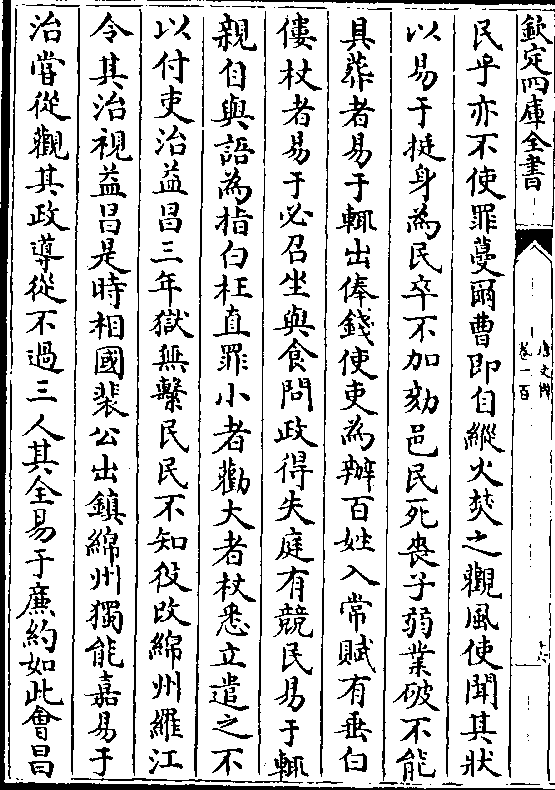 欽定四庫全書
唐文粹
卷一百
十六
民乎亦不使罪蔓爾曹即自縱火焚之觀風使聞其狀
以易于挺身為民卒不加劾邑民死喪子弱業破不能
具葬者易于輒出俸錢使吏為辦百姓入常賦有垂白
僂杖者易于必召坐與食問政得失庭有競民易于輒
親自與語為指白枉直罪小者勸大者杖悉立遣之不
以付吏治益昌三年獄無繫民民不知役改綿州羅江
令其治視益昌是時相國裴公出鎮綿州獨能嘉易于
治嘗從觀其政導從不過三人其全易于廉約如此會昌